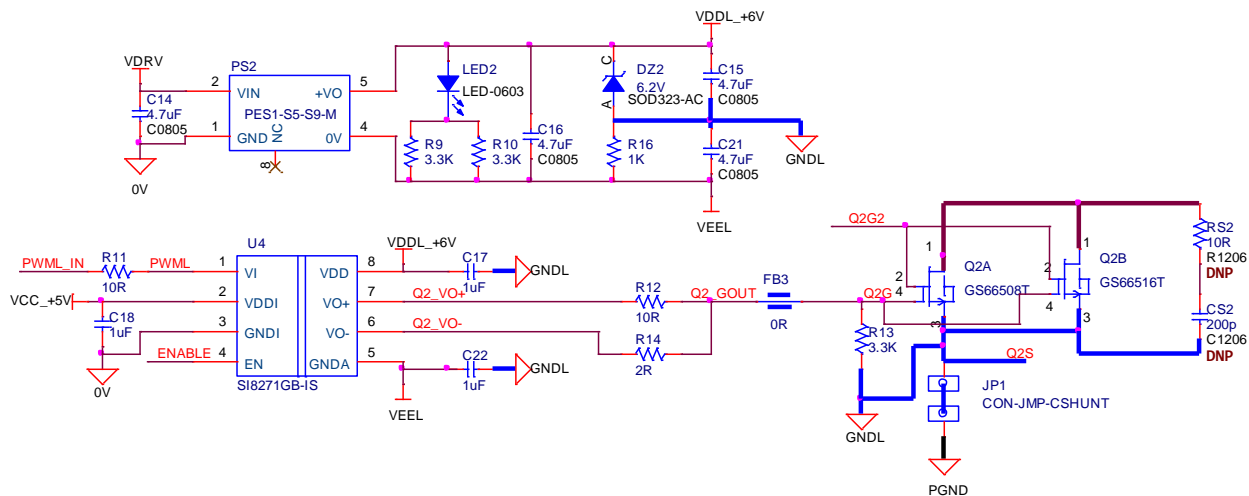 VDDL_+6V
VDRV
PS2
2
VIN
+VO
5
PES1-S5-S9-M
1
GND
NC
0V
4
8
C14
4.7uF
C0805
0V
LED2
LED-0603
R9
3.3K
R10
3.3K
C16
4.7uF
C0805
C
A
DZ2
6.2V
SOD323-AC
R16
1K
C15
4.7uF
C0805
C21
4.7uF
C0805
GNDL
VEEL
PWML_IN
R11
10R
PWML
VCC_+5V
C18
1uF
0V
ENABLE
U4
1
VI
2
VDDI
3
GNDI
4
EN
VDD
8
VO+
7
VO-
6
GNDA
5
SI8271GB-IS
VDDL_+6V
C17
1uF
GNDL
Q2_VO+
Q2_VO-
C22
1uF
GNDL
VEEL
R12
10R
R14
2R
Q2_GOUT
FB3
0R
Q2G2
Q2G
R13
3.3K
GNDL
1
2
4
3
Q2A
GS66508T
1
2
4
3
Q2B
GS66516T
Q2S
JP1
CON-JMP-CSHUNT
PGND
RS2
10R
R1206
DNP
CS2
200p
C1206
DNP